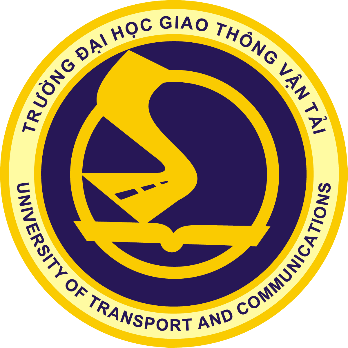 TRƯỜNG ĐẠI HỌC GIAO THÔNG VẬN TẢI
UNIVERSITY OF TRANSPORT AND COMMUNICATIONS